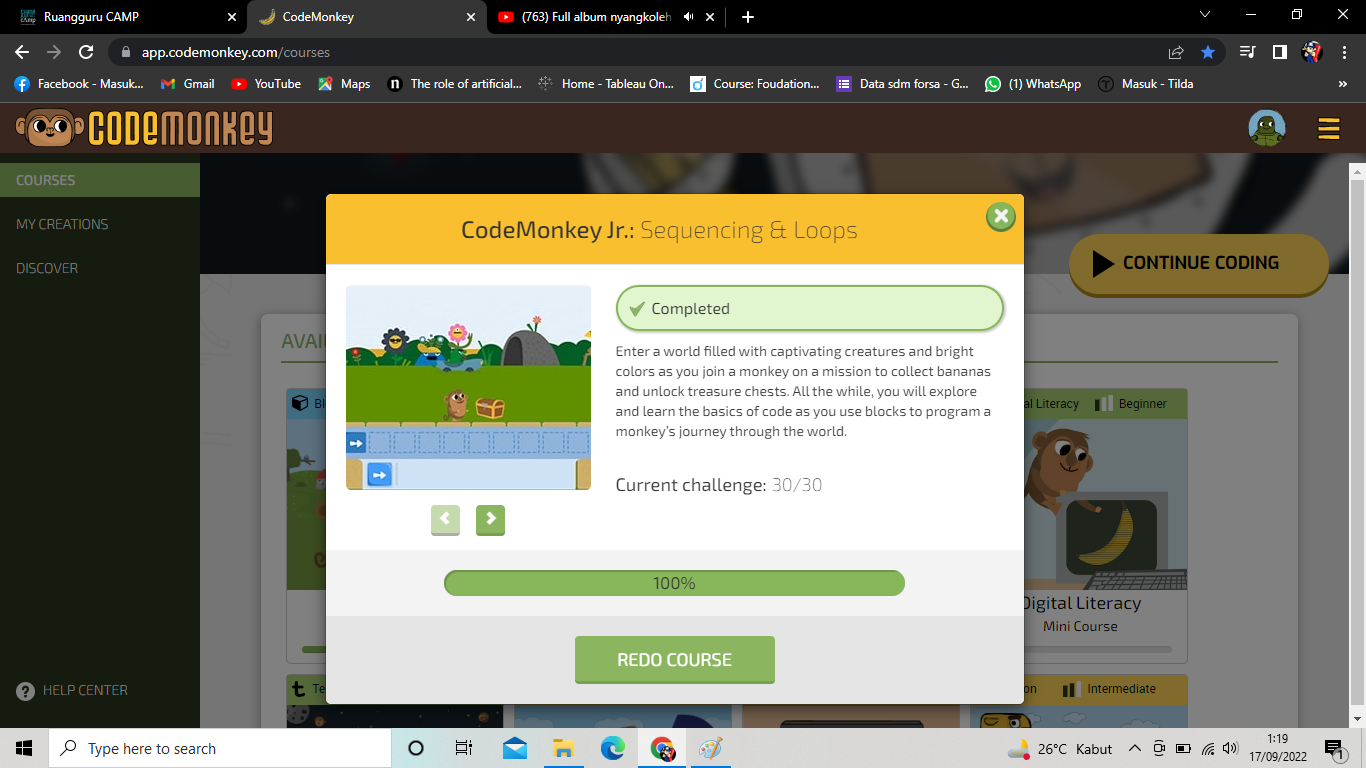 Ruangguru CAMP
CodeMonkey
(763) Full album nyangkoleh
app.codemonkey.com/courses
Facebook - Masuk...
Gmail
YouTube
Maps
The role of artificial...
Home - Tableau On...
Course: Foudation...
Data sdm forsa - G...
(1) WhatsApp
Masuk - Tilda
»
CODEMONKEY
COURSES
MY CREATIONS
DISCOVER
HELP CENTER
CONTINUE CODING
AVAI
Bl
al Literacy
Beginner
Digital Literacy
Mini Course
Te
on
Intermediate
CodeMonkey Jr.: Sequencing & Loops
Completed
Enter a world filled with captivating creatures and bright
colors as you join a monkey on a mission to collect bananas
and unlock treasure chests. All the while, you will explore
and learn the basics of code as you use blocks to program a
monkey's journey through the world.
Current challenge: 30/30
100%
REDO COURSE
Type here to search
26°C Kabut
1:19
17/09/2022
1